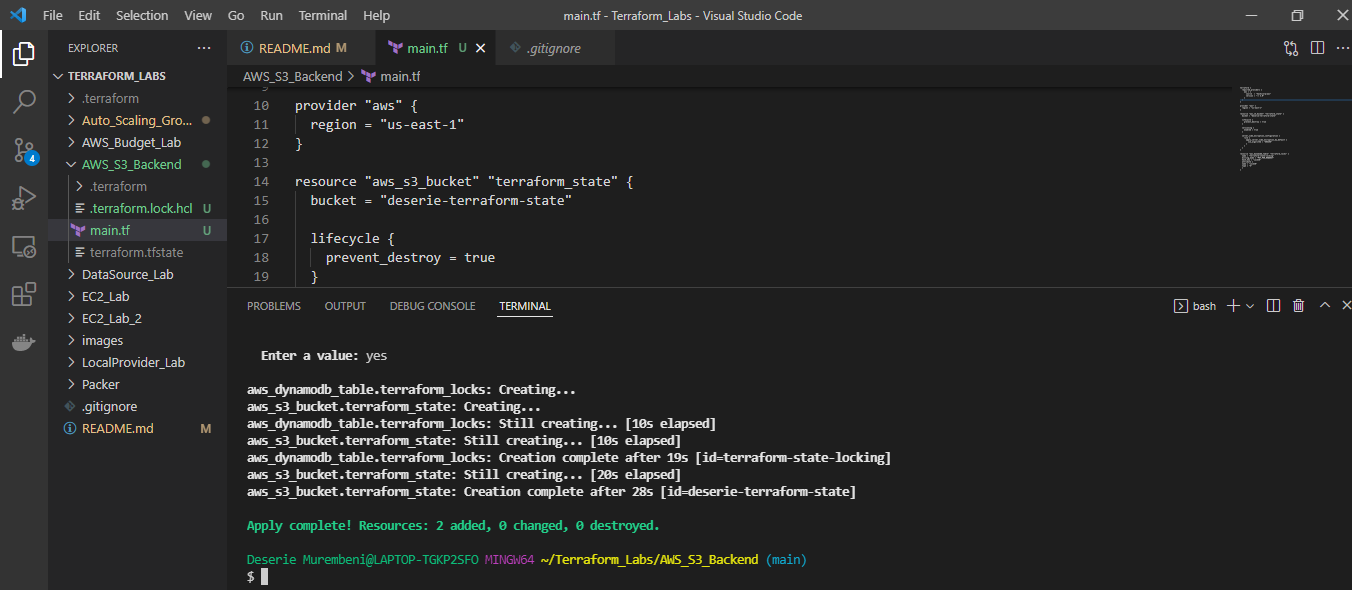 File Edit Selection View Go Run Terminal Help main.tf - Terraform_Labs - Visual Studio Code
EXPLORER
TERRAFORM_LABS
.terraform
Auto_Scaling_Gro...
AWS_Budget_Lab
AWS_S3_Backend
.terraform
.terraform.lock.hcl U
main.tf U
terraform.tfstate
DataSource_Lab
EC2_Lab
EC2_Lab_2
images
LocalProvider_Lab
Packer
.gitignore
README.md M
4
README.md M main.tf U .gitignore
AWS_S3_Backend > main.tf
9
10 provider "aws" {
11 region = "us-east-1"
12 }
13
14 resource "aws_s3_bucket" "terraform_state" {
15 bucket = "deserie-terraform-state"
16
17 lifecycle {
18 prevent_destroy = true
19 }
PROBLEMS OUTPUT DEBUG CONSOLE TERMINAL bash
Enter a value: yes
aws_dynamodb_table.terraform_locks: Creating...
aws_s3_bucket.terraform_state: Creating...
aws_dynamodb_table.terraform_locks: Still creating... [10s elapsed]
aws_s3_bucket.terraform_state: Still creating... [10s elapsed]
aws_dynamodb_table.terraform_locks: Creation complete after 19s [id=terraform-state-locking]
aws_s3_bucket.terraform_state: Still creating... [20s elapsed]
aws_s3_bucket.terraform_state: Creation complete after 28s [id=deserie-terraform-state]
Apply complete! Resources: 2 added, 0 changed, 0 destroyed.
Deserie Murembeni@LAPTOP-TGKP2SFO MINGW64 ~/Terraform_Labs/AWS_S3_Backend (main)
$